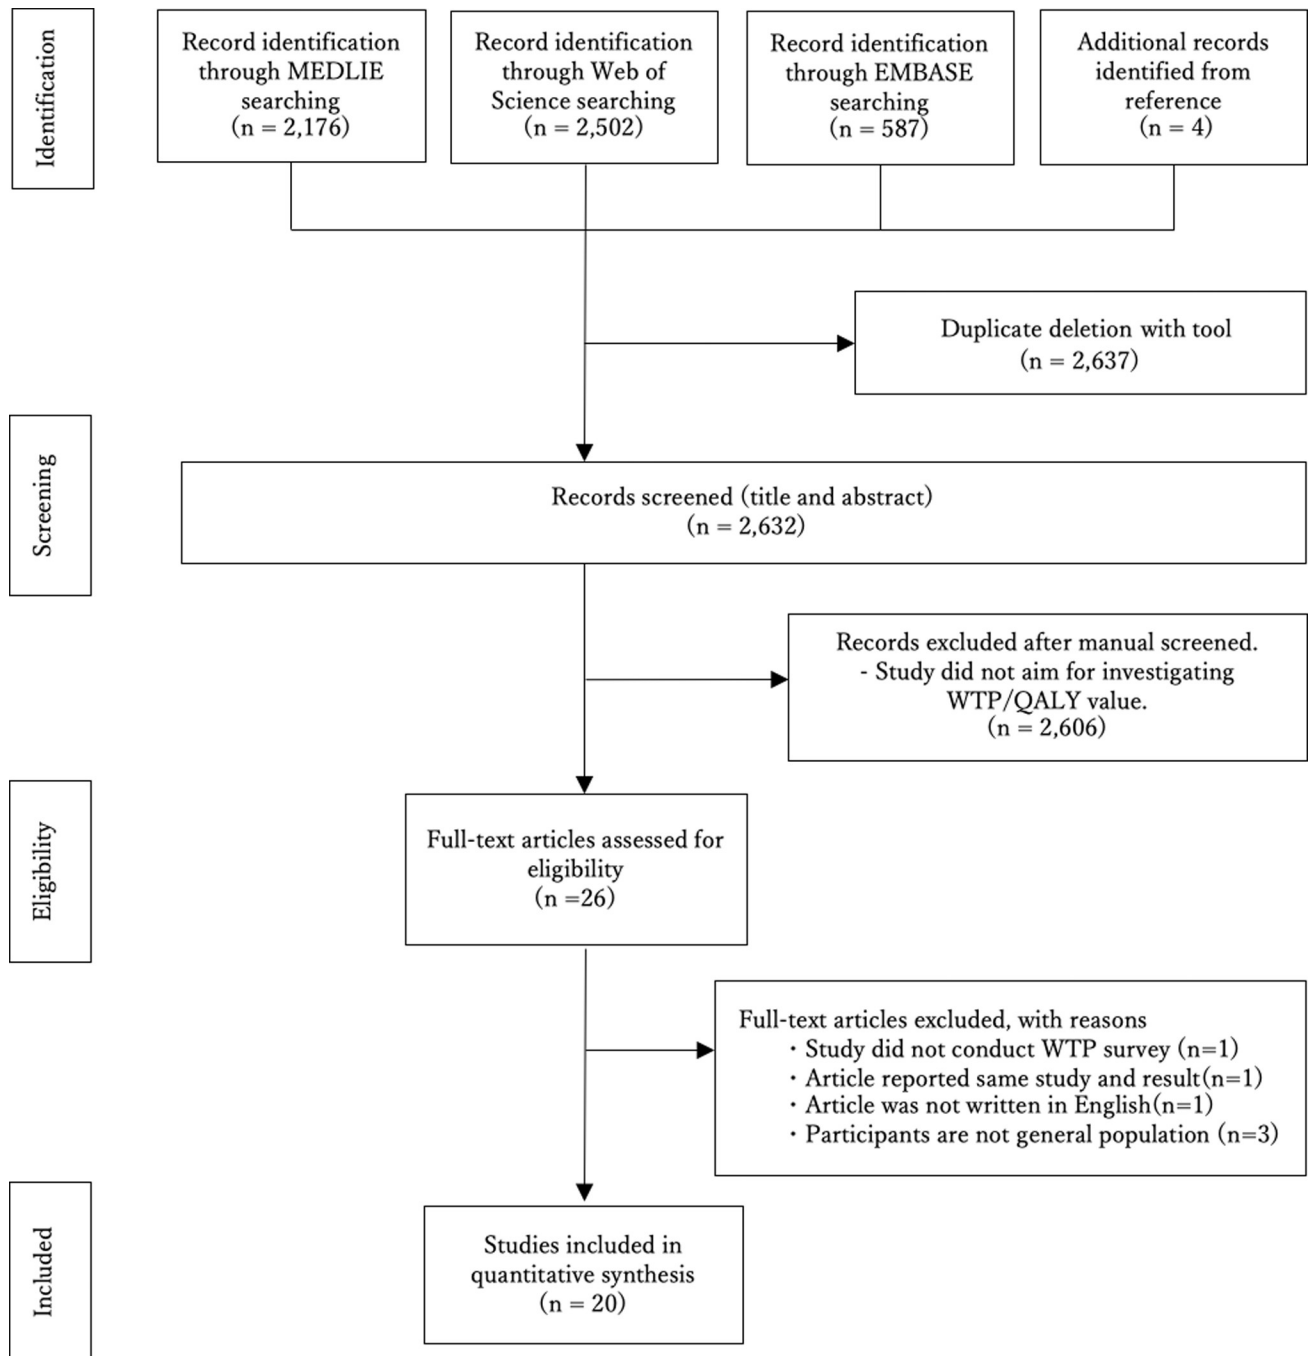 Identification
Record identification
through MEDLIE
searching
(n = 2,176)
Record identification
through Web of
Science searching
(n = 2,502)
Record identification
through EMBASE
searching
(n = 587)
Additional records
identified from
reference
(n = 4)
Duplicate deletion with tool
(n = 2,637)
Screening
Records screened (title and abstract)
(n = 2,632)
Records excluded after manual screened.
- Study did not aim for investigating
WTP/QALY value.
(n = 2,606)
Eligibility
Full-text articles assessed for
eligibility
(n =26)
Full-text articles excluded, with reasons
・Study did not conduct WTP survey (n=1)
・Article reported same study and result(n=1)
・Article was not written in English(n=1)
・Participants are not general population (n=3)
Included
Studies included in
quantitative synthesis
(n = 20)